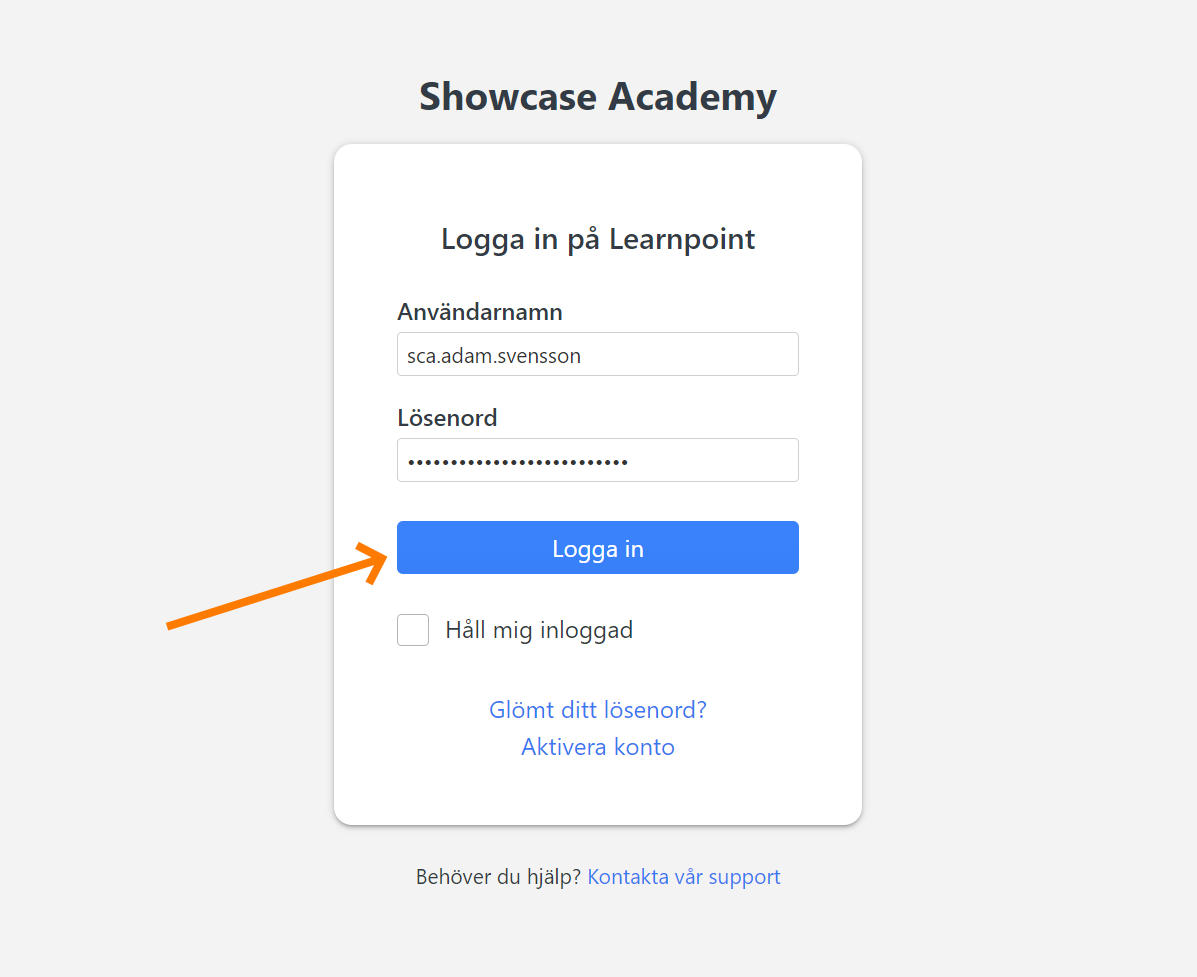 Showcase Academy
Logga in på Learnpoint
Användarnamn
sca.adam.svensson
Lösenord
••••••••••••••••••••••••••
Logga in
Håll mig inloggad
Glömt ditt lösenord?
Aktivera konto
Behöver du hjälp? Kontakta vår support